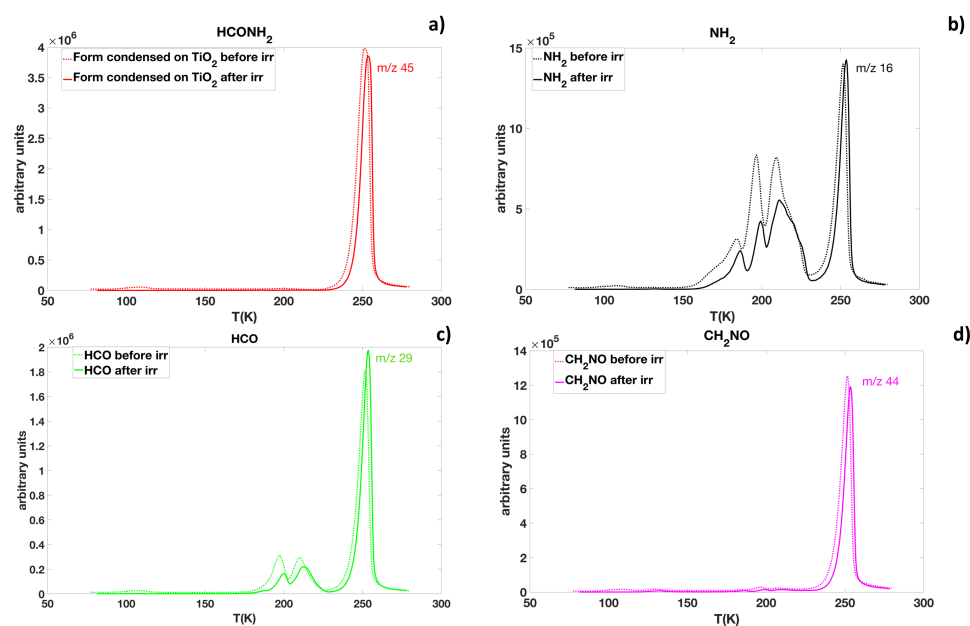 a)
HCONH2
×10^6
Form condensed on TiO2 before irr
Form condensed on TiO2 after irr
m/z 45
arbitrary units
4
3.5
3
2.5
2
1.5
1
0.5
0
50 100 150 200 250 300
T(K)
b)
NH2
×10^5
NH2 before irr
NH2 after irr
m/z 16
arbitrary units
15
10
5
0
50 100 150 200 250 300
T(K)
c)
HCO
×10^6
HCO before irr
HCO after irr
m/z 29
arbitrary units
2
1.8
1.6
1.4
1.2
1
0.8
0.6
0.4
0.2
0
50 100 150 200 250 300
T(K)
d)
CH2NO
×10^5
CH2NO before irr
CH2NO after irr
m/z 44
arbitrary units
14
12
10
8
6
4
2
0
50 100 150 200 250 300
T(K)